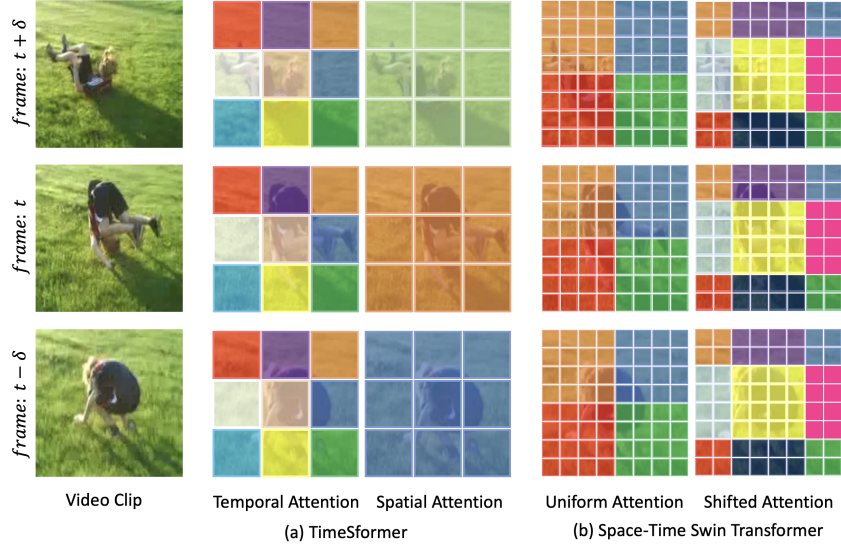 frame: t + δ
frame: t
frame: t − δ
Video Clip
Temporal Attention
Spatial Attention
Uniform Attention
Shifted Attention
(a) TimeSformer
(b) Space-Time Swin Transformer